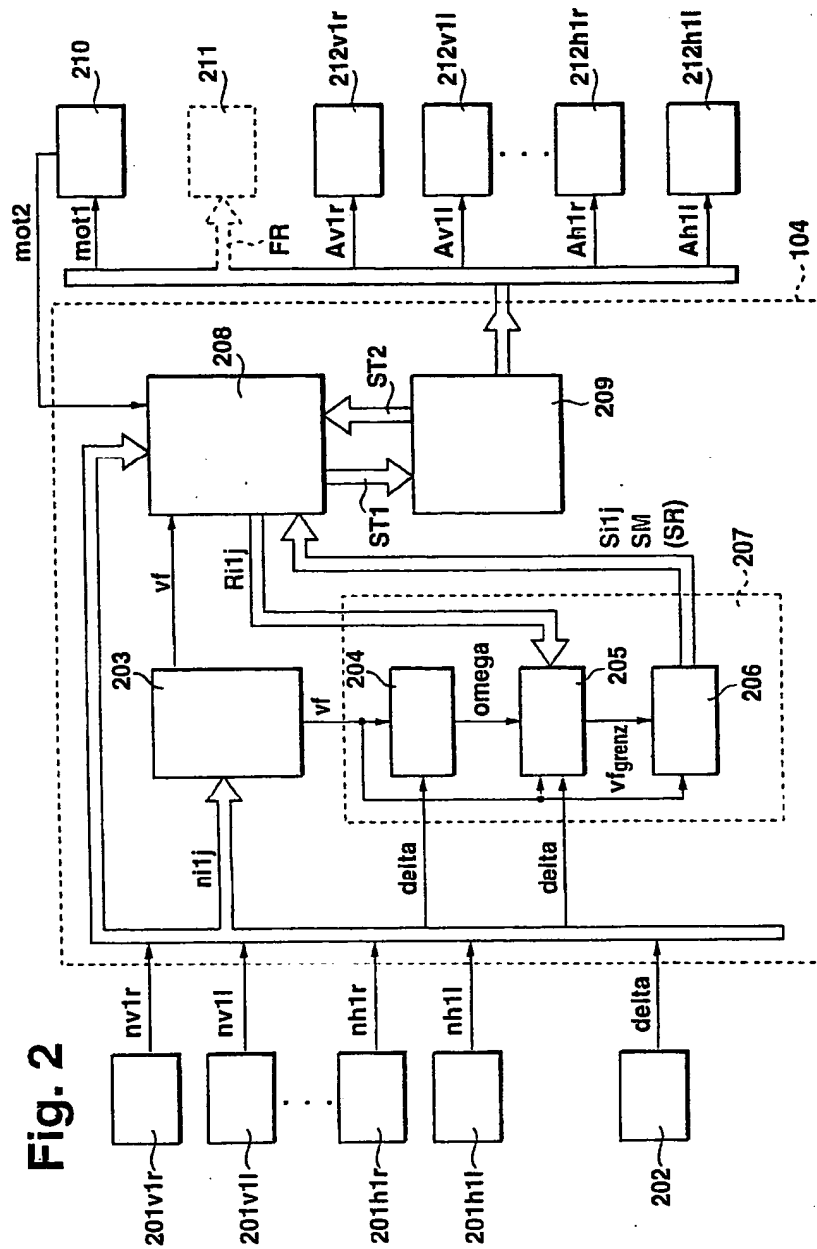 Fig. 2
201v1r
201v1l
201h1r
201h1l
202
nv1r
nv1l
nh1r
nh1l
delta
ni1j
delta
delta
203
vf
vf
204
omega
205
vfgrenz
206
207
Ri1j
Si1j
SM
(SR)
208
ST1
ST2
209
104
mot2
mot1
FR
Av1r
Av1l
Ah1r
Ah1l
210
211
212v1r
212v1l
212h1r
212h1l